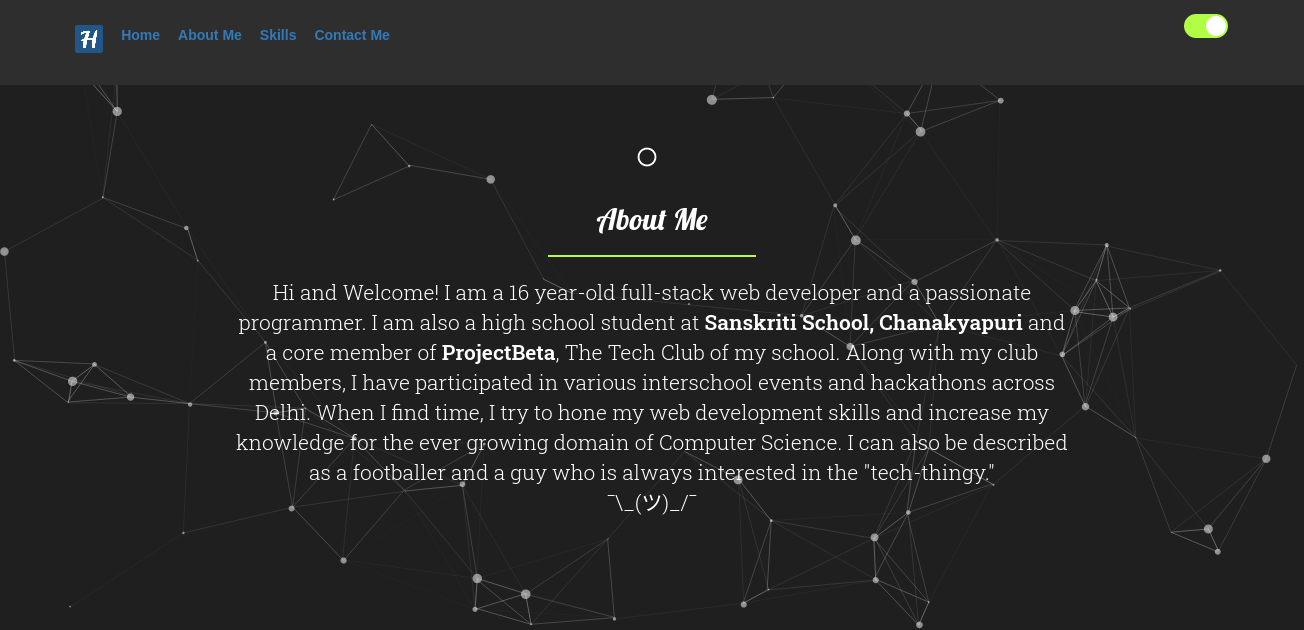 H Home About Me Skills Contact Me
About Me
Hi and Welcome! I am a 16 year-old full-stack web developer and a passionate
programmer. I am also a high school student at Sanskriti School, Chanakyapuri and
a core member of ProjectBeta, The Tech Club of my school. Along with my club
members, I have participated in various interschool events and hackathons across
Delhi. When I find time, I try to hone my web development skills and increase my
knowledge for the ever growing domain of Computer Science. I can also be described
as a footballer and a guy who is always interested in the "tech-thingy."
¯\_(ツ)_/¯